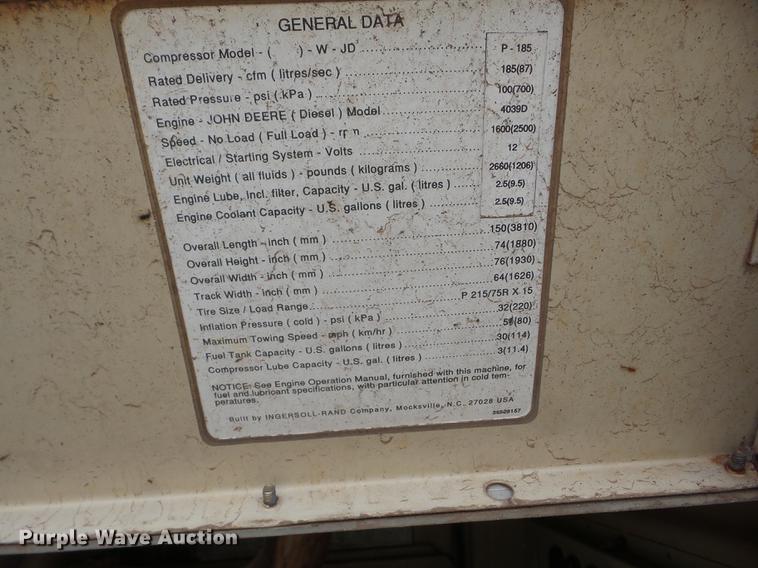 GENERAL DATA
Compressor Model - ( ) - W - JD P - 185
Rated Delivery - cfm ( litres/sec ) 185(87)
Rated Pressure - psi ( kPa ) 100(700)
Engine - JOHN DEERE ( Diesel ) Model 4039D
Speed - No Load ( Full Load ) - rpm 1600(2500)
Electrical / Starting System - Volts 12
Unit Weight ( all fluids ) - pounds ( kilograms ) 2660(1206)
Engine Lube, Incl. filter, Capacity - U.S. gal. ( litres ) 2.5(9.5)
Engine Coolant Capacity - U.S. gallons ( litres ) 2.5(9.5)
Overall Length - inch ( mm ) 150(3810)
Overall Height - inch ( mm ) 74(1880)
Overall Width - inch ( mm ) 76(1930)
Track Width - inch ( mm ) 64(1626)
Tire Size / Load Range P 215/75R X 15
Inflation Pressure ( cold ) - psi ( kPa ) 32(220)
Maximum Towing Speed - mph ( km/hr ) (80)
Fuel Tank Capacity - U.S. gallons ( litres ) 30(114)
Compressor Lube Capacity - U.S. gal. ( litres ) 3(11.4)
NOTICE: See Engine Operation Manual, furnished with this machine, for
fuel and lubricant specifications, with particular attention in cold tem-
peratures.
Built by INGERSOLL-RAND Company, Mocksville, N.C. 27028 USA
Purple Wave Auction